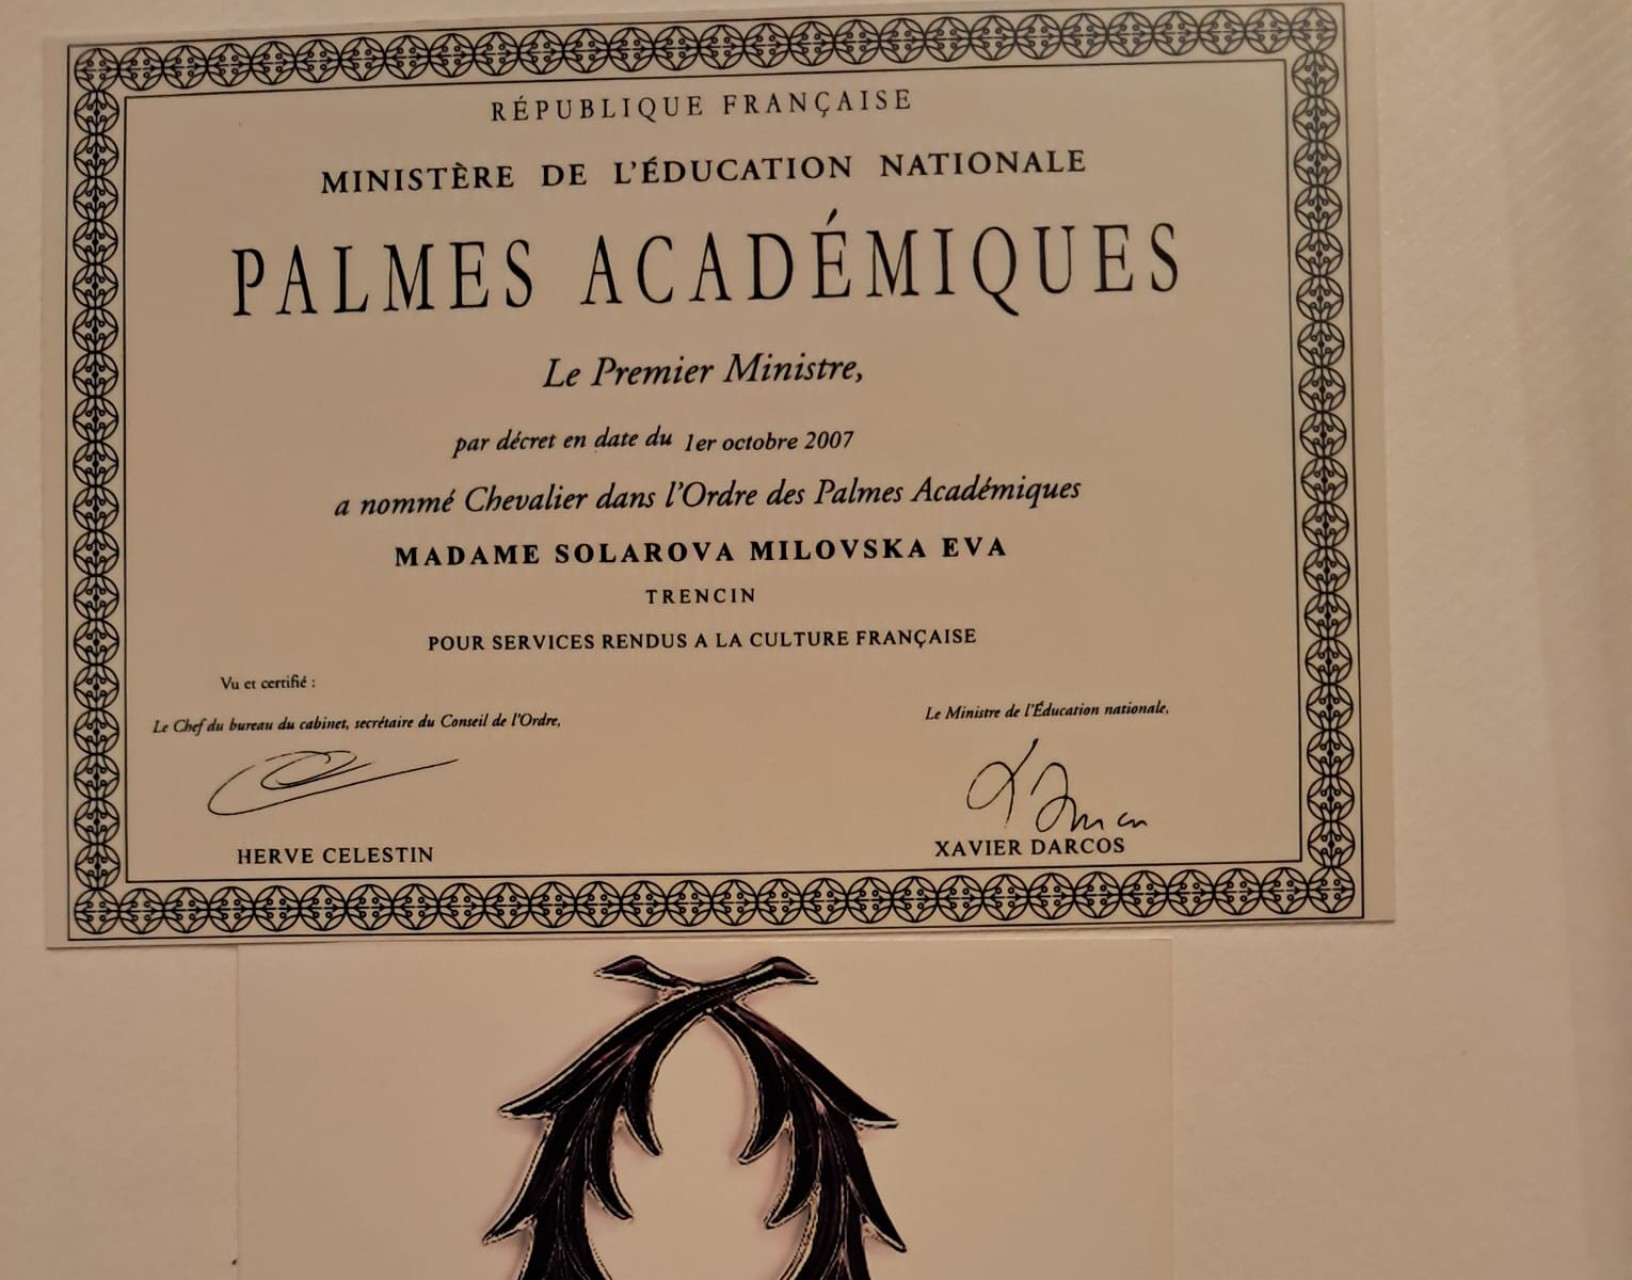 RÉPUBLIQUE FRANÇAISE
MINISTÈRE DE L'ÉDUCATION NATIONALE
PALMES ACADÉMIQUES
Le Premier Ministre,
par décret en date du 1er octobre 2007
a nommé Chevalier dans l'Ordre des Palmes Académiques
MADAME SOLAROVA MILOVSKA EVA
TRENCIN
POUR SERVICES RENDUS A LA CULTURE FRANÇAISE
Vu et certifié :
Le Chef du bureau du cabinet, secrétaire du Conseil de l'Ordre,
Le Ministre de l'Éducation nationale,
HERVE CELESTIN
XAVIER DARCOS